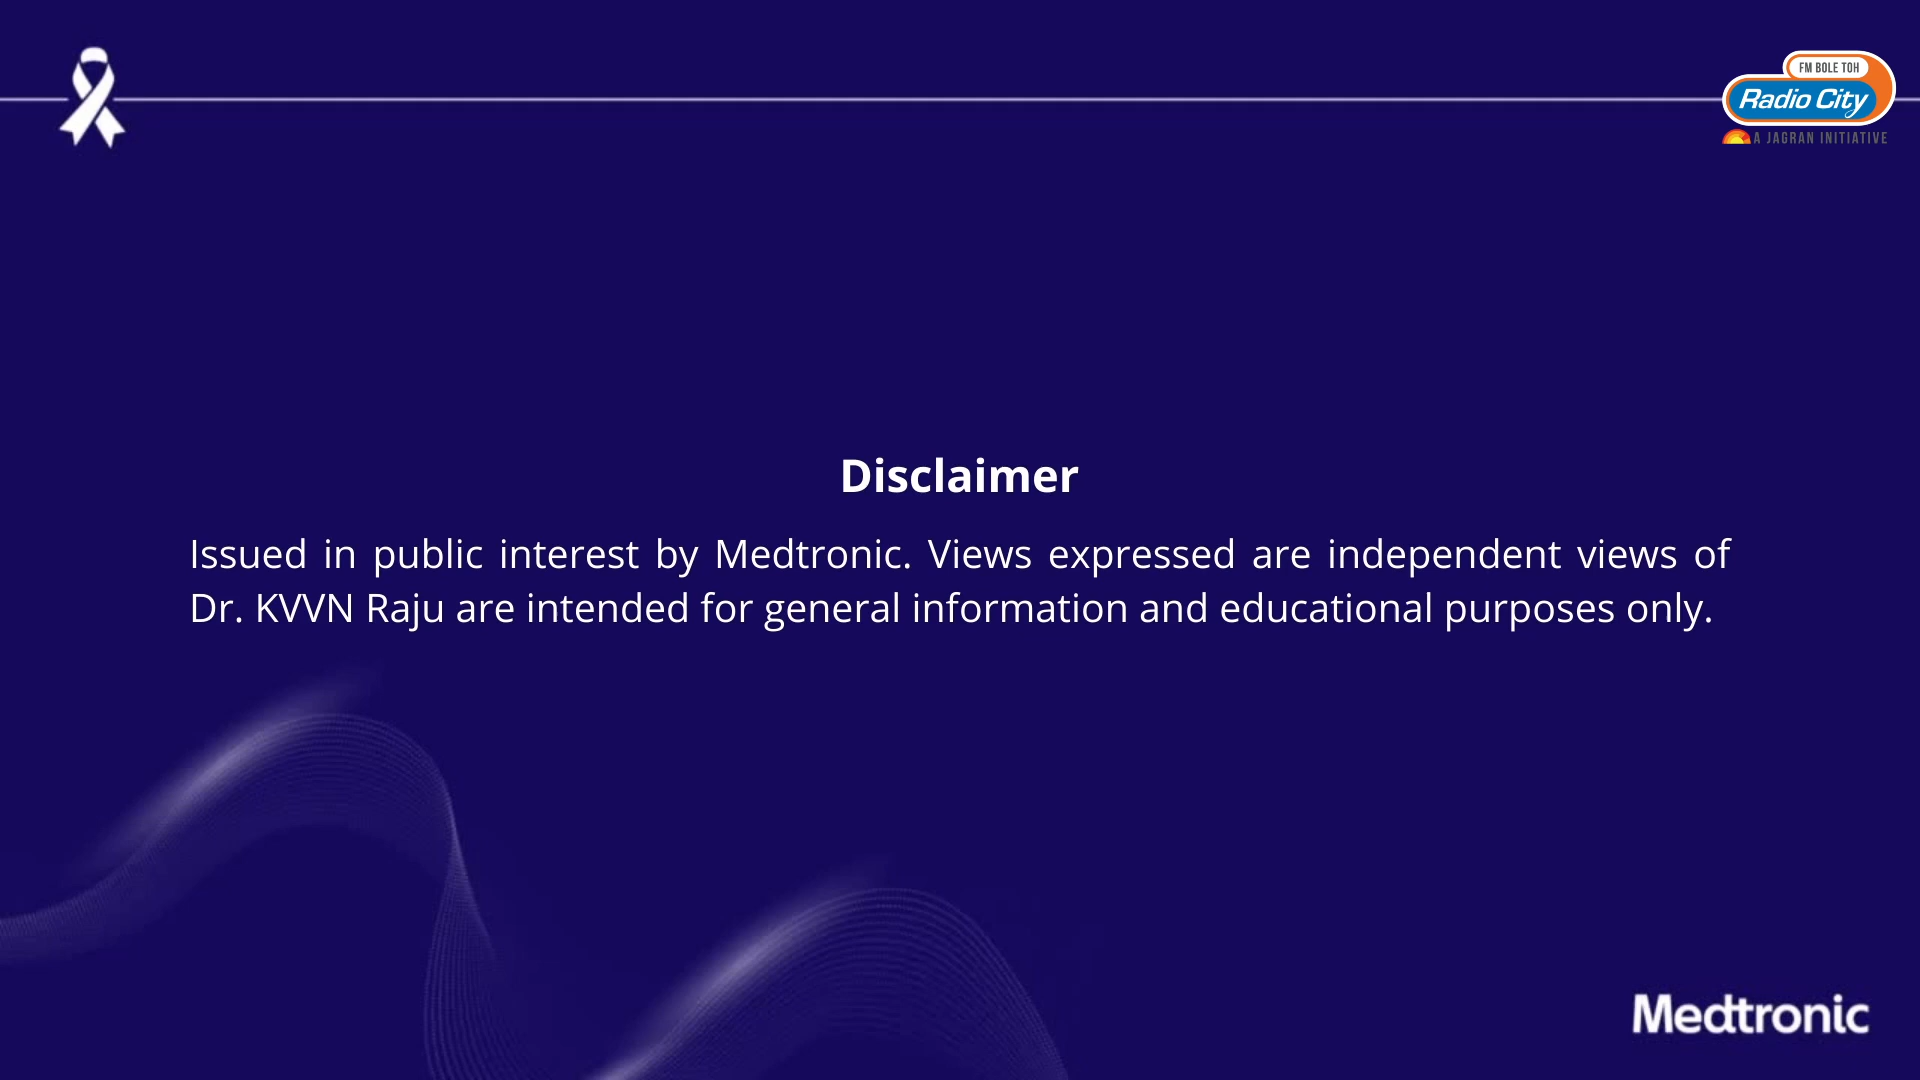 FM BOLE TOH
Radio City
A JAGRAN INITIATIVE
Disclaimer
Issued in public interest by Medtronic. Views expressed are independent views of
Dr. KVVN Raju are intended for general information and educational purposes only.
Medtronic